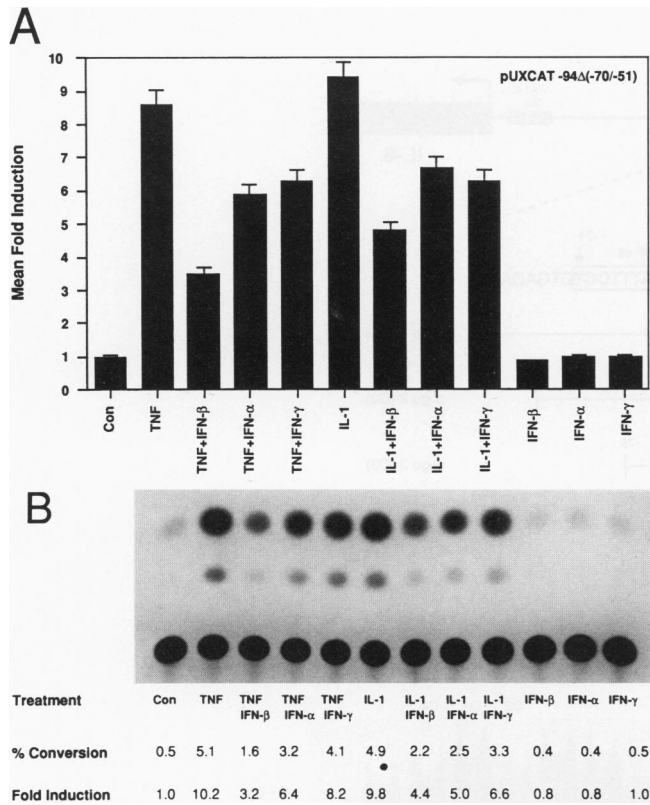 A
pUXCAT -94Δ(-70/-51)
Mean Fold Induction
10
9
8
7
6
5
4
3
2
1
0
Con
TNF
TNF+IFN-β
TNF+IFN-α
TNF+IFN-γ
IL-1
IL-1+IFN-β
IL-1+IFN-α
IL-1+IFN-γ
IFN-β
IFN-α
IFN-γ
B
Treatment Con TNF TNF TNF TNF IL-1 IL-1 IL-1 IL-1 IFN-β IFN-α IFN-γ
IFN-β IFN-α IFN-γ IFN-β IFN-α IFN-γ
% Conversion 0.5 5.1 1.6 3.2 4.1 4.9 2.2 2.5 3.3 0.4 0.4 0.5
Fold Induction 1.0 10.2 3.2 6.4 8.2 9.8 4.4 5.0 6.6 0.8 0.8 1.0